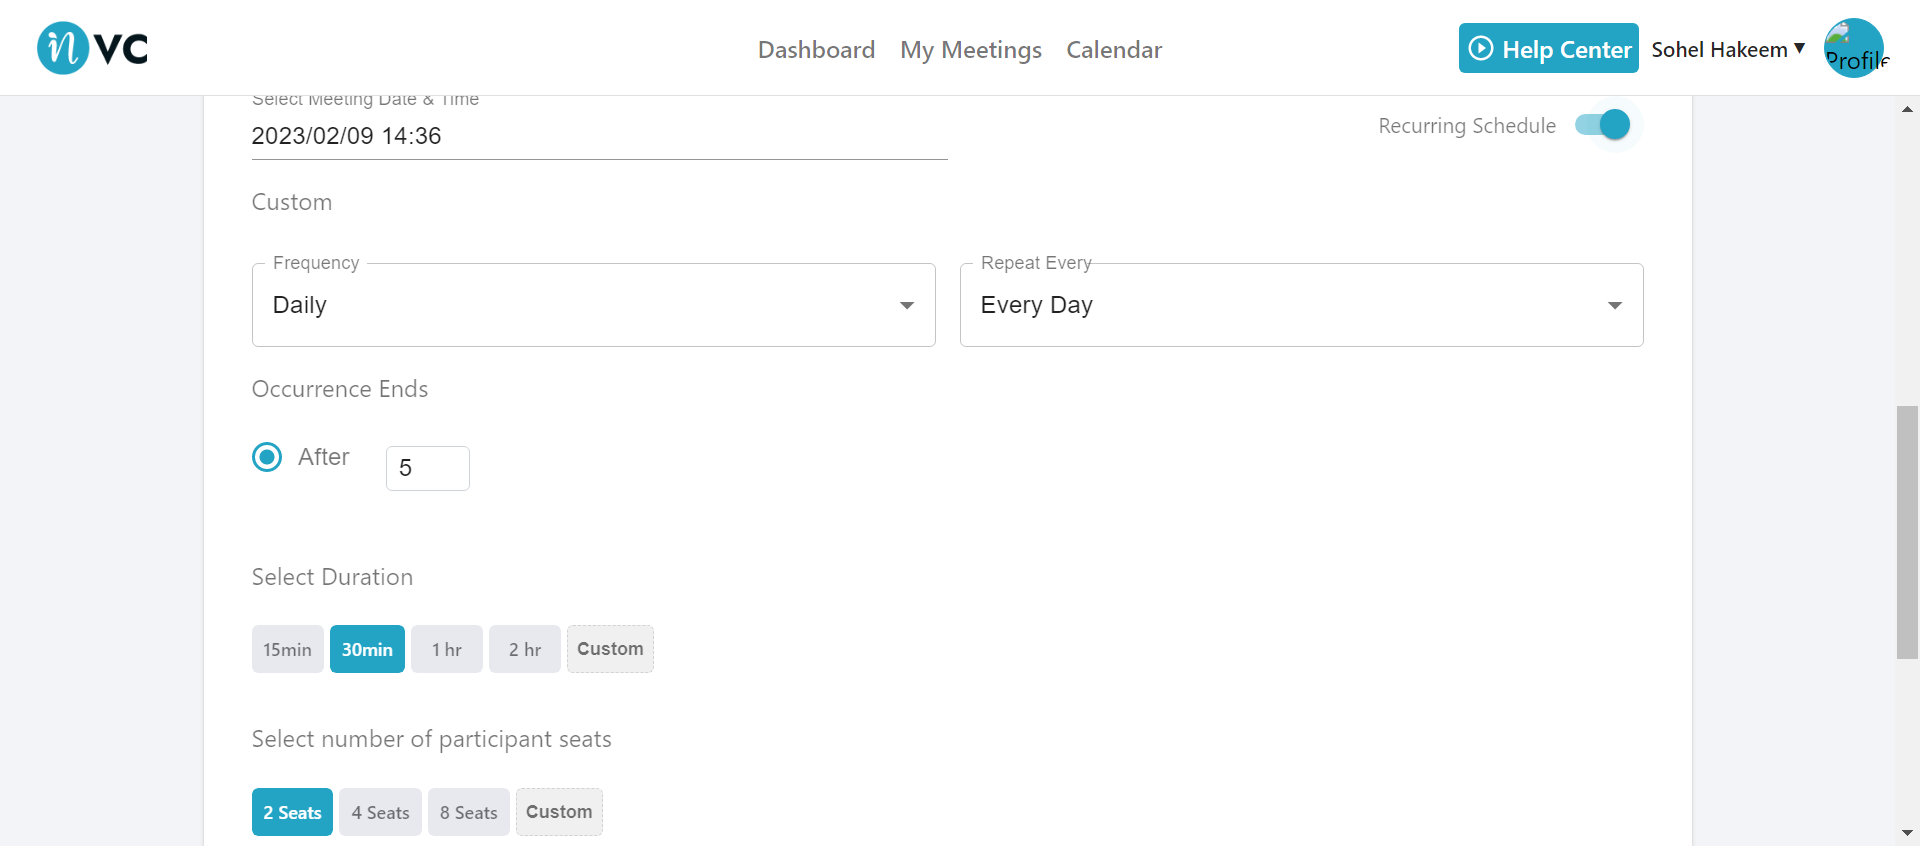 n VC
Dashboard My Meetings Calendar
Help Center
Sohel Hakeem
Profile
Select Meeting Date & Time
2023/02/09 14:36
Recurring Schedule
Custom
Frequency
Daily
Repeat Every
Every Day
Occurrence Ends
After 5
Select Duration
15min 30min 1 hr 2 hr Custom
Select number of participant seats
2 Seats 4 Seats 8 Seats Custom